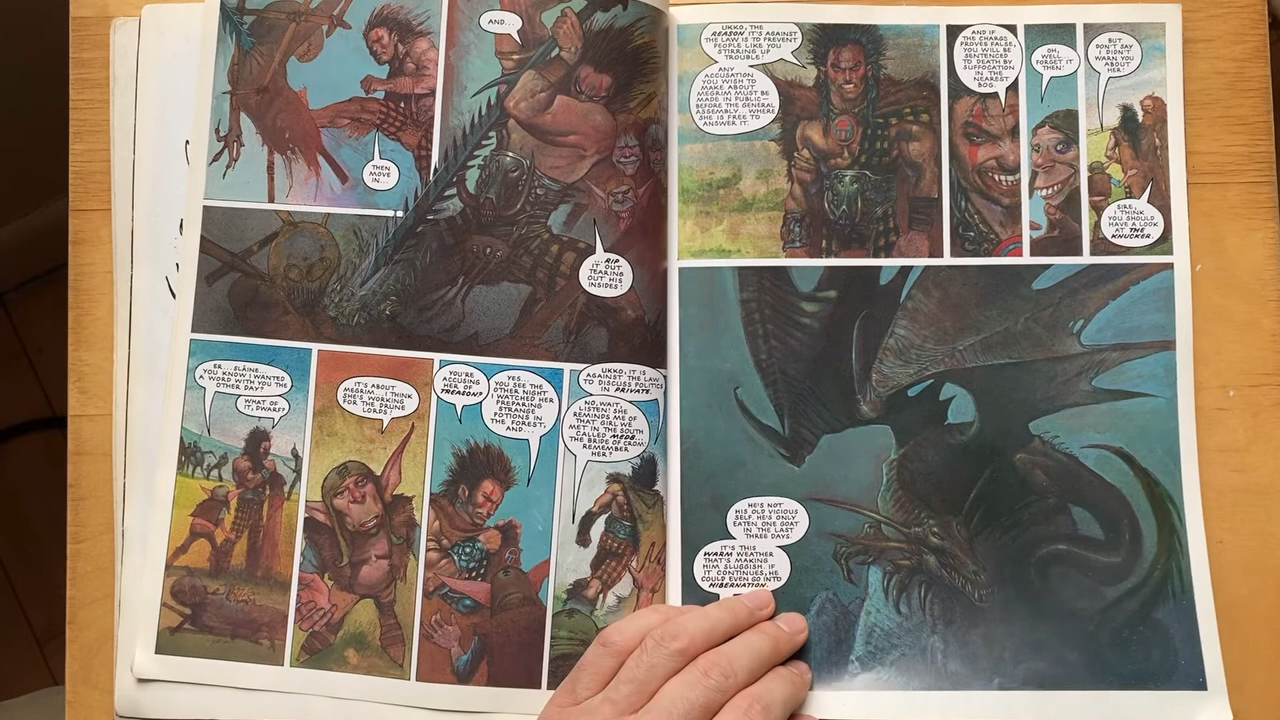 THEN
MOVE
IN...
AND...
...RIP
IT OUT
TEARING
OUT HIS
INSIDES!
ER... SLÁINE...
YOU KNOW I WANTED
A WORD WITH YOU THE
OTHER DAY?
WHAT OF
IT, DWARF?
IT'S ABOUT
MEGRIM... I THINK
SHE'S WORKING
FOR THE DRUNE
LORDS!
YOU'RE
ACCUSING
HER OF
TREASON?
YES...
YOU SEE THE
OTHER NIGHT
I WATCHED HER
PREPARING
STRANGE
POTIONS IN
THE FOREST,
AND...
UKKO, IT IS
AGAINST THE LAW
TO DISCUSS POLITICS
IN PRIVATE.
NO, WAIT,
LISTEN! SHE
REMINDS ME OF
THAT GIRL WE
MET IN THE SOUTH
CALLED MEDB...
THE BRIDE OF CROM,
REMEMBER
HER?
UKKO, THE
REASON IT'S AGAINST
THE LAW IS TO PREVENT
PEOPLE LIKE YOU
STIRRING UP
TROUBLE!
ANY
ACCUSATION
YOU WISH TO
MAKE ABOUT
MEGRIM MUST BE
MADE IN PUBLIC—
BEFORE THE GENERAL
ASSEMBLY... WHERE
SHE IS FREE TO
ANSWER IT.
AND IF
THE CHARGE
PROVES FALSE,
YOU WILL BE
SENTENCED
TO DEATH BY
SUFFOCATION
IN THE
NEAREST
BOG.
OH,
WELL...
FORGET IT
THEN!
BUT
DON'T SAY
I DIDN'T
WARN YOU
ABOUT
HER!
SIRE,
I THINK
YOU SHOULD
HAVE A LOOK
AT THE
KNUCKER.
HE'S NOT
HIS OLD VICIOUS
SELF. HE'S ONLY
EATEN ONE GOAT
IN THE LAST
THREE DAYS.
IT'S THIS
WARM WEATHER
THAT'S MAKING
HIM SLUGGISH. IF
IT CONTINUES, HE
COULD EVEN GO INTO
HIBERNATION.